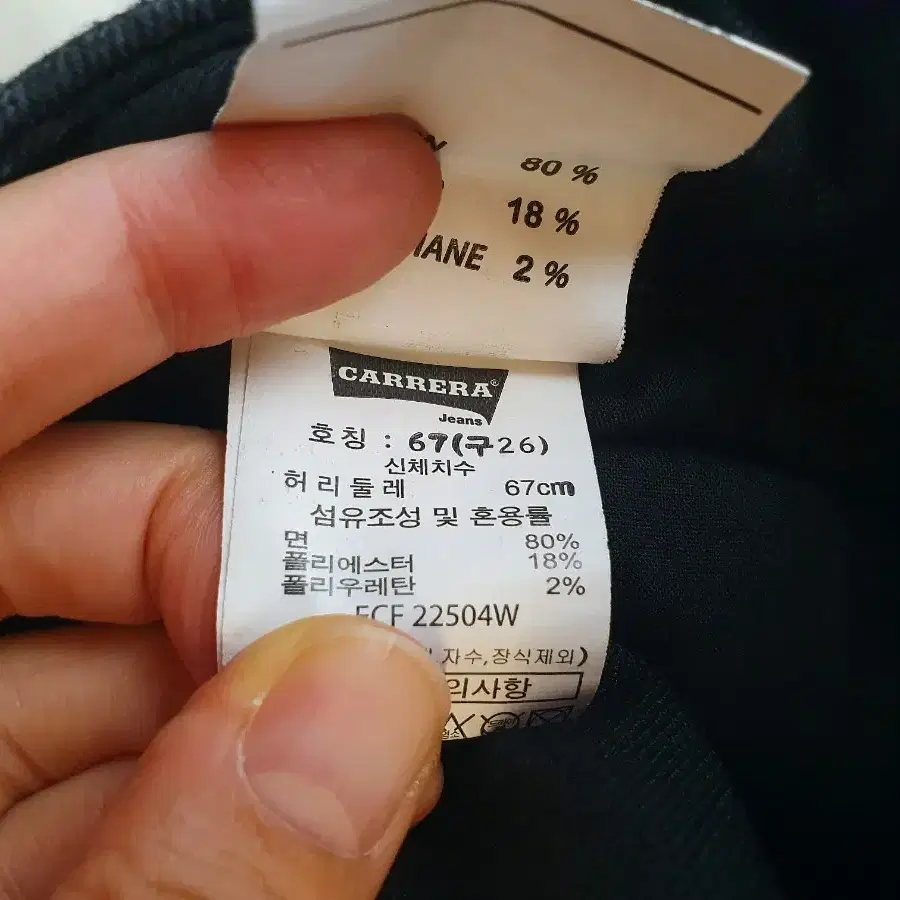 80 %
18 %
2 %
CARRERA®
Jeans
호칭 : 67(구26)
신체치수
허리둘레 67cm
섬유조성 및 혼용률
면 80%
폴리에스터 18%
폴리우레탄 2%
22504W
자수,장식제외)
의사항